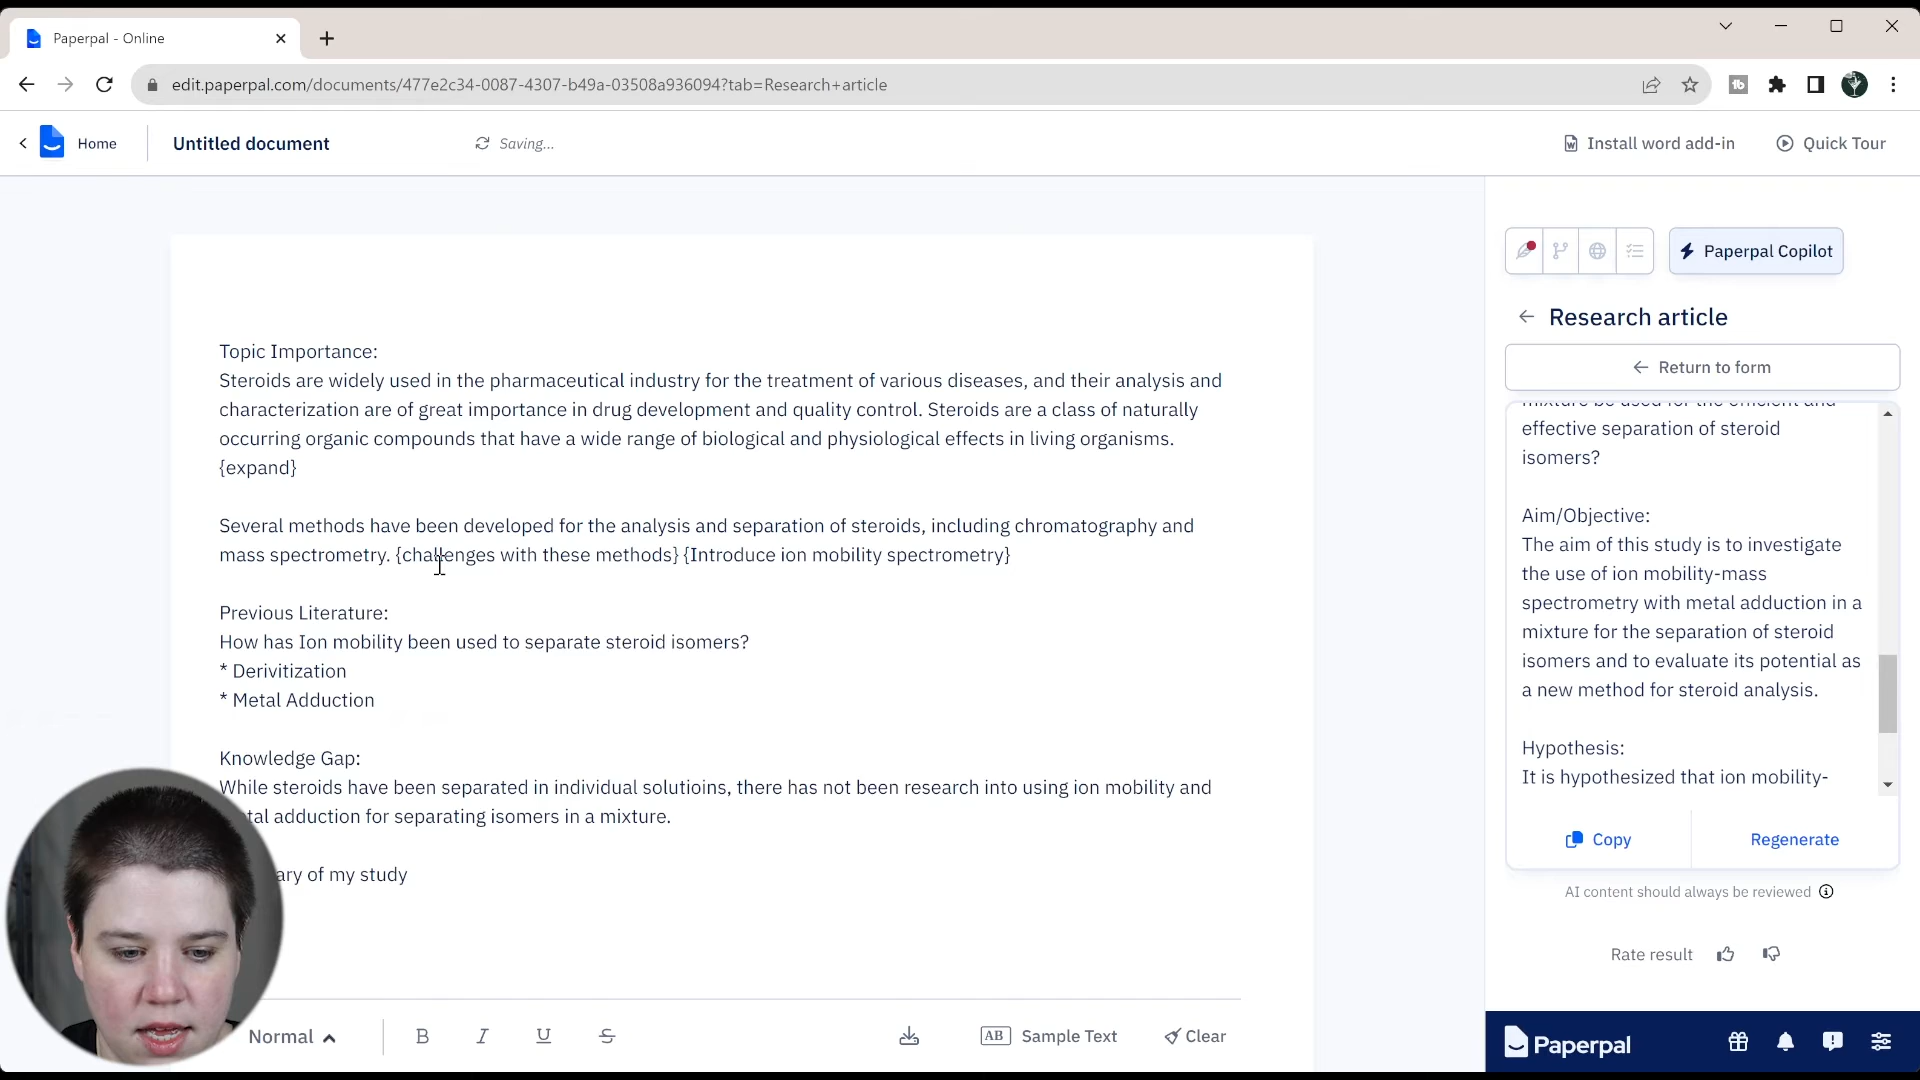 Paperpal - Online
edit.paperpal.com/documents/477e2c34-0087-4307-b49a-03508a936094?tab=Research+article
Home
Untitled document
Saving...
Install word add-in
Quick Tour
Topic Importance:
Steroids are widely used in the pharmaceutical industry for the treatment of various diseases, and their analysis and
characterization are of great importance in drug development and quality control. Steroids are a class of naturally
occurring organic compounds that have a wide range of biological and physiological effects in living organisms.
{expand}
Several methods have been developed for the analysis and separation of steroids, including chromatography and
mass spectrometry. {challenges with these methods} {Introduce ion mobility spectrometry}
Previous Literature:
How has Ion mobility been used to separate steroid isomers?
* Derivitization
* Metal Adduction
Knowledge Gap:
While steroids have been separated in individual solutioins, there has not been research into using ion mobility and
adduction for separating isomers in a mixture.
of my study
Normal
B
I
U
S
AB Sample Text
Clear
Paperpal Copilot
Research article
Return to form
mixture be used for the efficient and
effective separation of steroid
isomers?
Aim/Objective:
The aim of this study is to investigate
the use of ion mobility-mass
spectrometry with metal adduction in a
mixture for the separation of steroid
isomers and to evaluate its potential as
a new method for steroid analysis.
Hypothesis:
It is hypothesized that ion mobility-
Copy
Regenerate
AI content should always be reviewed
Rate result
Paperpal